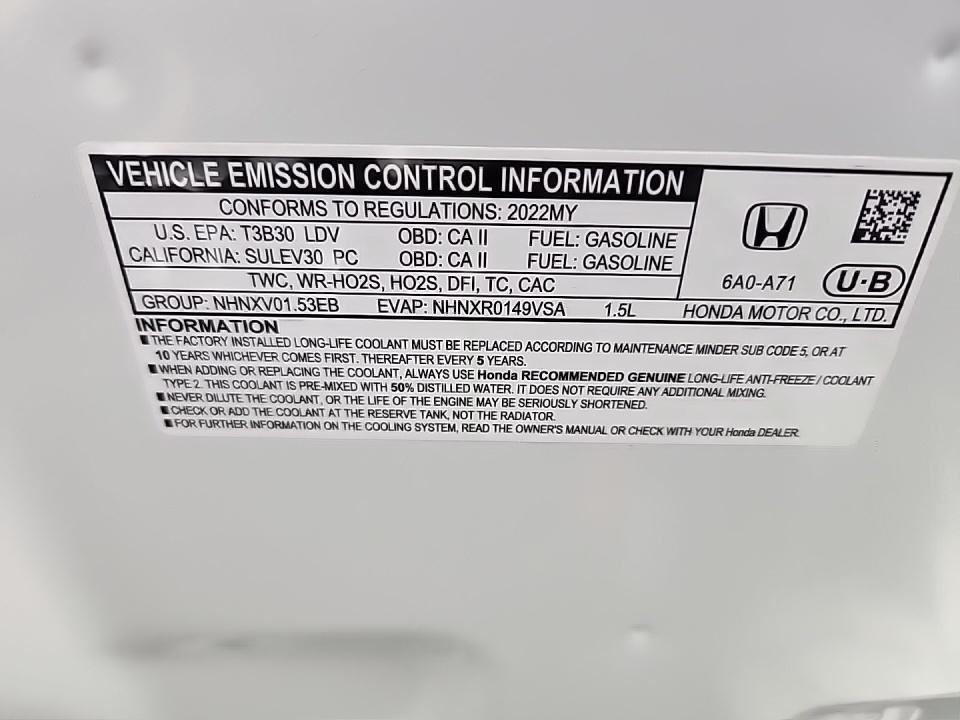 VEHICLE EMISSION CONTROL INFORMATION
CONFORMS TO REGULATIONS: 2022MY
U.S. EPA: T3B30 LDV OBD: CA II FUEL: GASOLINE
CALIFORNIA: SULEV30 PC OBD: CA II FUEL: GASOLINE
TWC, WR-HO2S, HO2S, DFI, TC, CAC
6A0-A71 U·B
GROUP: NHNXV01.53EB EVAP: NHNXR0149VSA 1.5L HONDA MOTOR CO., LTD.
INFORMATION
■ THE FACTORY INSTALLED LONG-LIFE COOLANT MUST BE REPLACED ACCORDING TO MAINTENANCE MINDER SUB CODE 5, OR AT
10 YEARS WHICHEVER COMES FIRST. THEREAFTER EVERY 5 YEARS.
■ WHEN ADDING OR REPLACING THE COOLANT, ALWAYS USE Honda RECOMMENDED GENUINE LONG-LIFE ANTI-FREEZE / COOLANT
TYPE 2. THIS COOLANT IS PRE-MIXED WITH 50% DISTILLED WATER. IT DOES NOT REQUIRE ANY ADDITIONAL MIXING.
■ NEVER DILUTE THE COOLANT, OR THE LIFE OF THE ENGINE MAY BE SERIOUSLY SHORTENED.
■ CHECK OR ADD THE COOLANT AT THE RESERVE TANK, NOT THE RADIATOR.
■ FOR FURTHER INFORMATION ON THE COOLING SYSTEM, READ THE OWNER'S MANUAL OR CHECK WITH YOUR Honda DEALER.